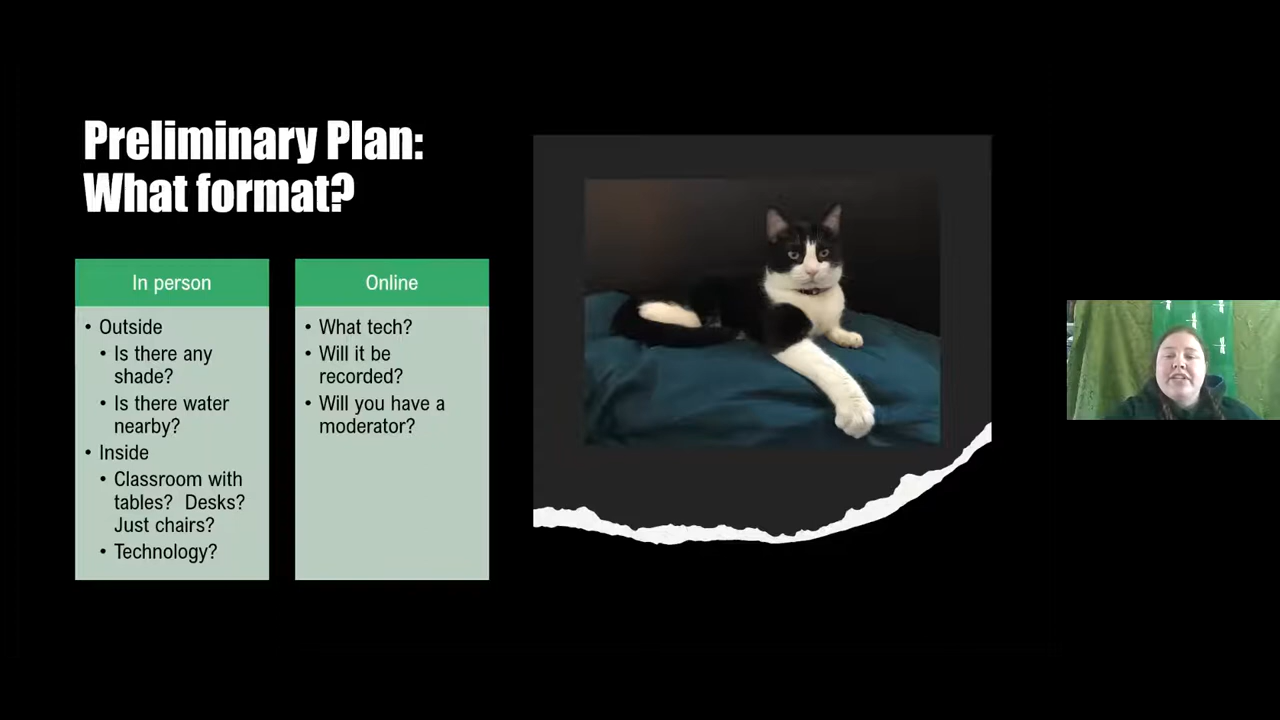 Preliminary Plan:
What format?
In person
• Outside
• Is there any
shade?
• Is there water
nearby?
• Inside
• Classroom with
tables? Desks?
Just chairs?
• Technology?
Online
• What tech?
• Will it be
recorded?
• Will you have a
moderator?